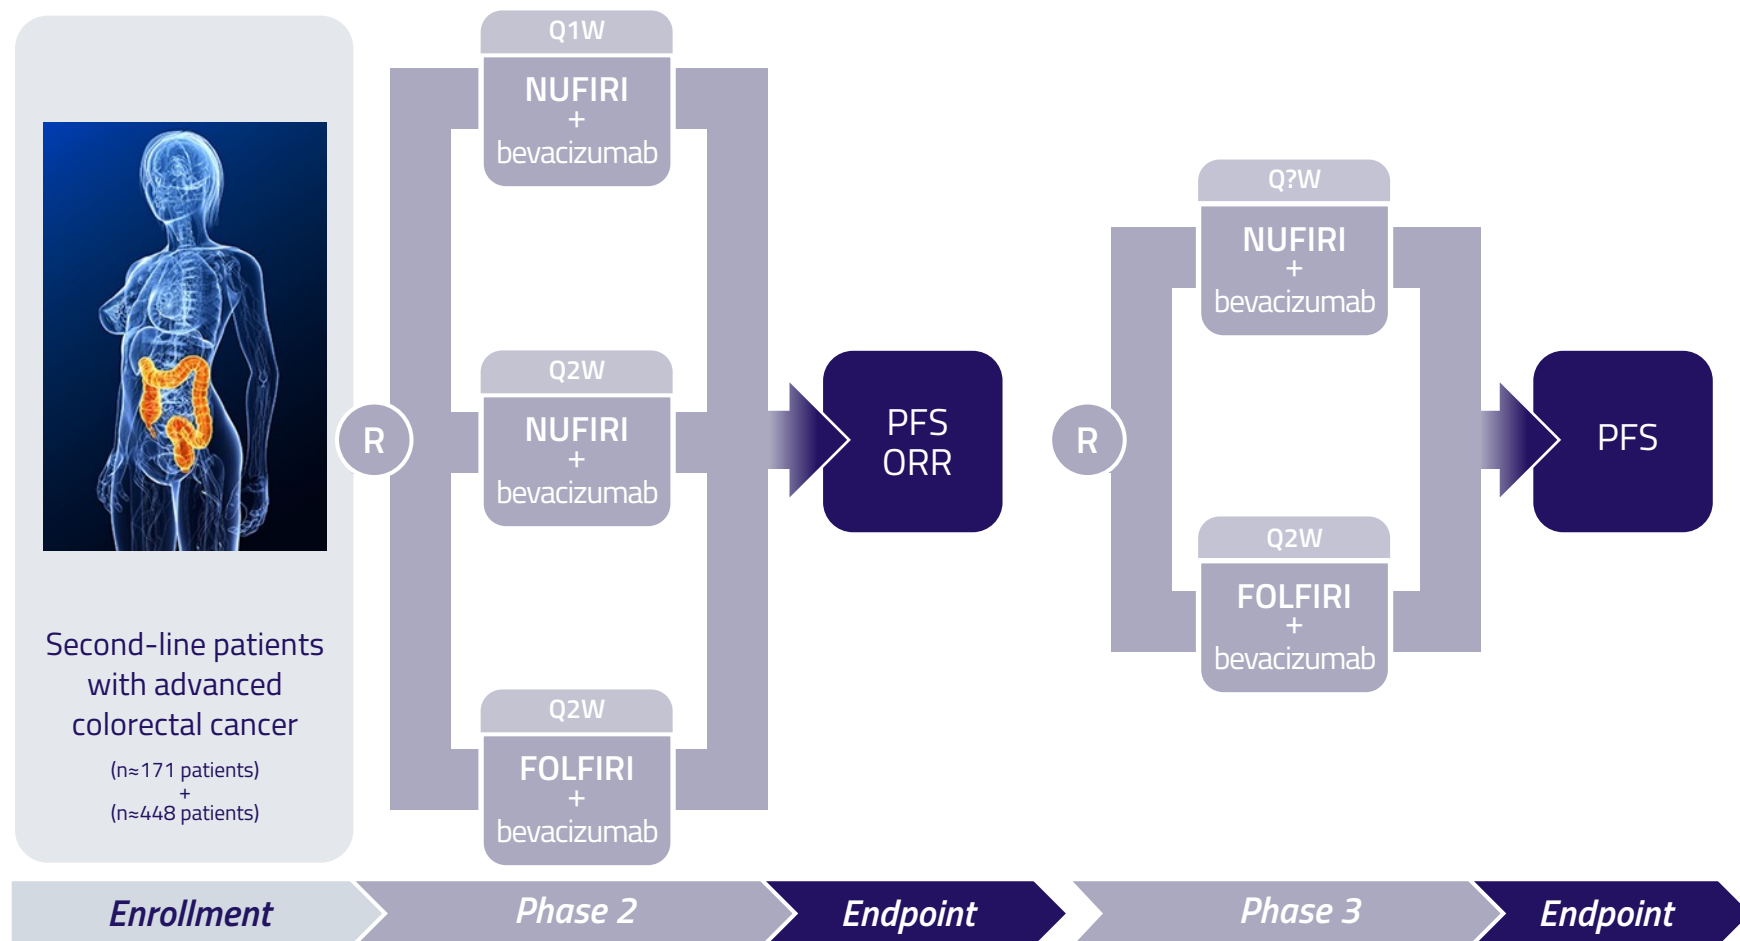 Second-line patients
with advanced
colorectal cancer
(n≈171 patients)
+
(n≈448 patients)
R
Q1W
NUFIRI
+
bevacizumab
Q2W
NUFIRI
+
bevacizumab
Q2W
FOLFIRI
+
bevacizumab
PFS
ORR
R
Q?W
NUFIRI
+
bevacizumab
Q2W
FOLFIRI
+
bevacizumab
PFS
Enrollment
Phase 2
Endpoint
Phase 3
Endpoint